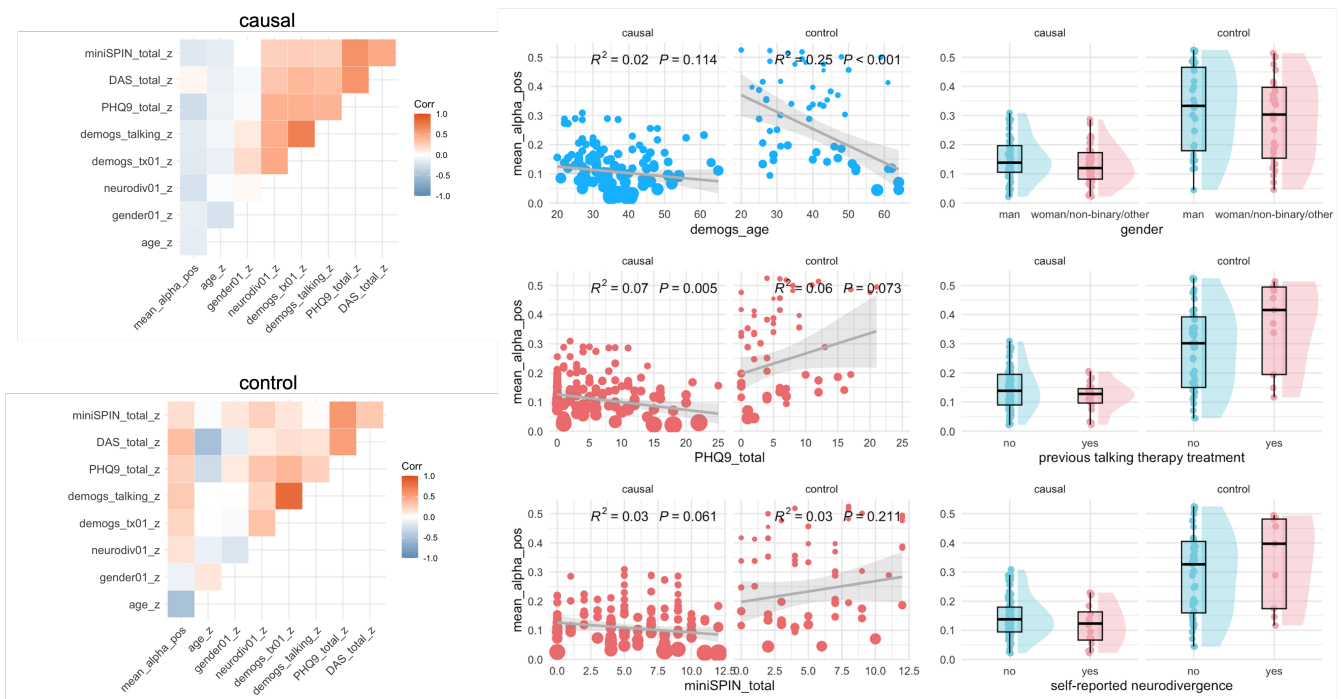 causal
miniSPIN_total_z
DAS_total_z
PHQ9_total_z
demogs_talking_z
demogs_tx01_z
neurodiv01_z
gender01_z
age_z
mean_alpha_pos
age_z
gender01_z
neurodiv01_z
demogs_tx01_z
demogs_talking_z
PHQ9_total_z
DAS_total_z
Corr
1.0
0.5
0.0
-0.5
-1.0
control
miniSPIN_total_z
DAS_total_z
PHQ9_total_z
demogs_talking_z
demogs_tx01_z
neurodiv01_z
gender01_z
age_z
mean_alpha_pos
age_z
gender01_z
neurodiv01_z
demogs_tx01_z
demogs_talking_z
PHQ9_total_z
DAS_total_z
Corr
1.0
0.5
0.0
-0.5
-1.0
causal control
R² = 0.02 P = 0.114 R² = 0.25 P < 0.001
mean_alpha_pos
0.5
0.4
0.3
0.2
0.1
0.0
20 30 40 50 60 20 30 40 50 60
demogs_age
causal control
R² = 0.07 P = 0.005 R² = 0.06 P = 0.073
mean_alpha_pos
0.5
0.4
0.3
0.2
0.1
0.0
0 5 10 15 20 25 0 5 10 15 20 25
PHQ9_total
causal control
R² = 0.03 P = 0.061 R² = 0.03 P = 0.211
mean_alpha_pos
0.5
0.4
0.3
0.2
0.1
0.0
0.0 2.5 5.0 7.5 10.0 12.5 0.0 2.5 5.0 7.5 10.0 12.5
miniSPIN_total
causal control
0.5
0.4
0.3
0.2
0.1
0.0
man woman/non-binary/other man woman/non-binary/other
gender
causal control
0.5
0.4
0.3
0.2
0.1
0.0
no yes no yes
previous talking therapy treatment
causal control
0.5
0.4
0.3
0.2
0.1
0.0
no yes no yes
self-reported neurodivergence